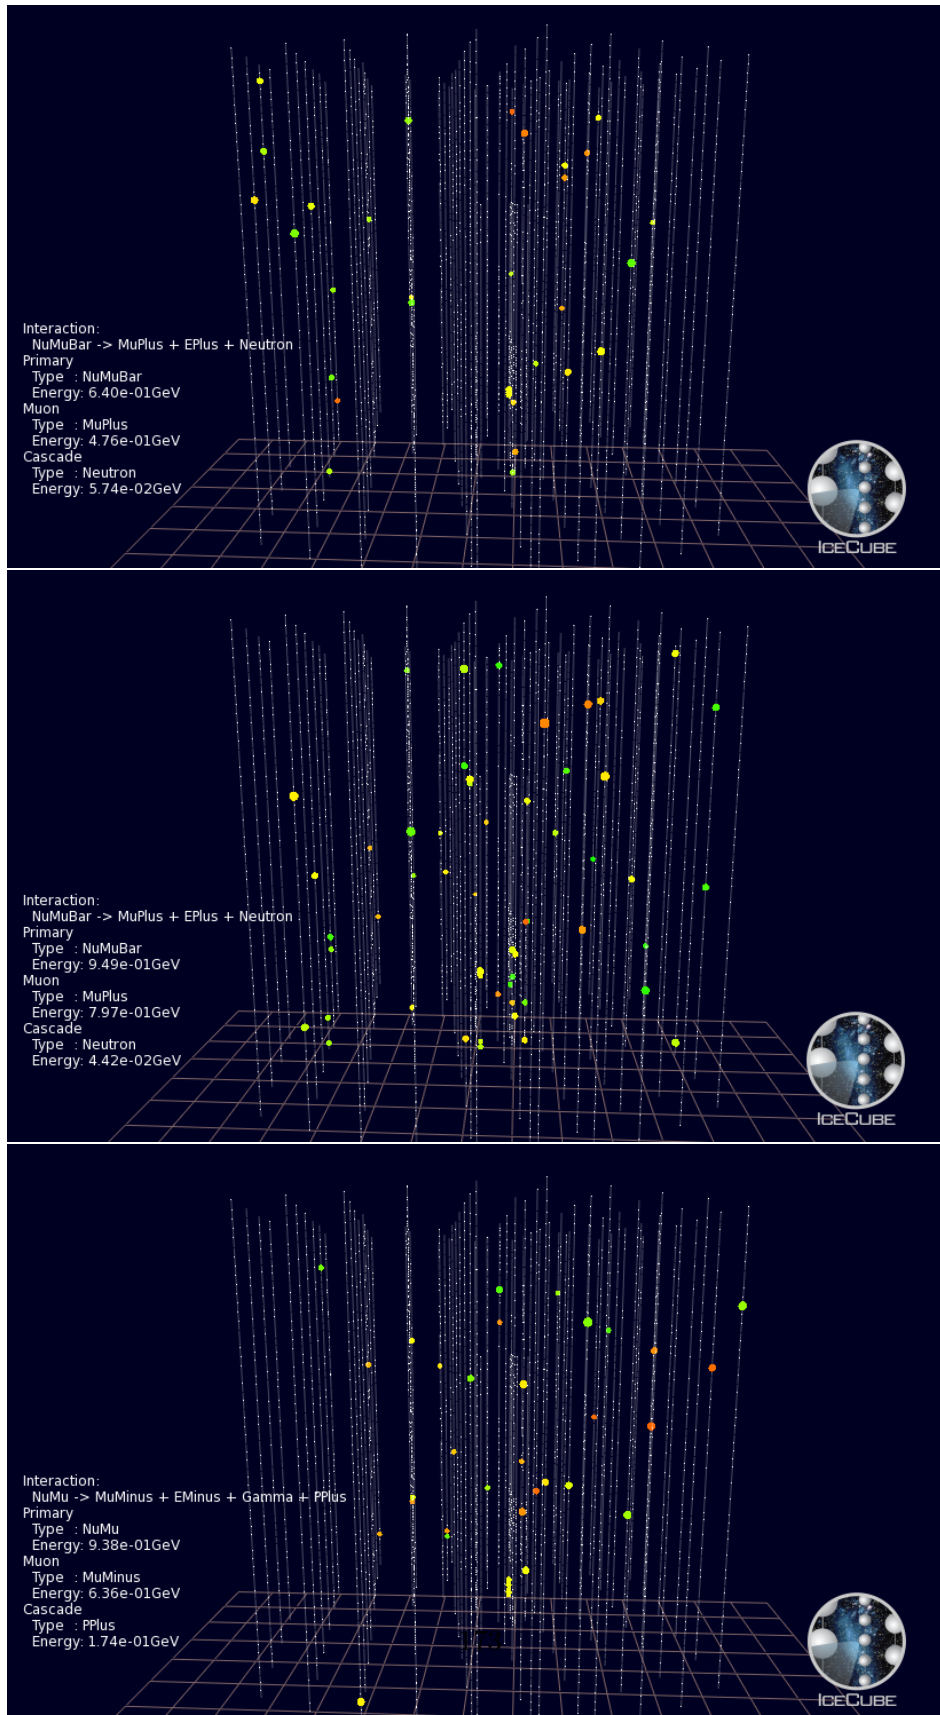 Interaction:
NuMuBar -> MuPlus + EPlus + Neutron
Primary
Type : NuMuBar
Energy: 6.40e-01GeV
Muon
Type : MuPlus
Energy: 4.76e-01GeV
Cascade
Type : Neutron
Energy: 5.74e-02GeV
ICECUBE
Interaction:
NuMuBar -> MuPlus + EPlus + Neutron
Primary
Type : NuMuBar
Energy: 9.49e-01GeV
Muon
Type : MuPlus
Energy: 7.97e-01GeV
Cascade
Type : Neutron
Energy: 4.42e-02GeV
ICECUBE
Interaction:
NuMu -> MuMinus + EMinus + Gamma + PPlus
Primary
Type : NuMu
Energy: 9.38e-01GeV
Muon
Type : MuMinus
Energy: 6.36e-01GeV
Cascade
Type : PPlus
Energy: 1.74e-01GeV
ICECUBE